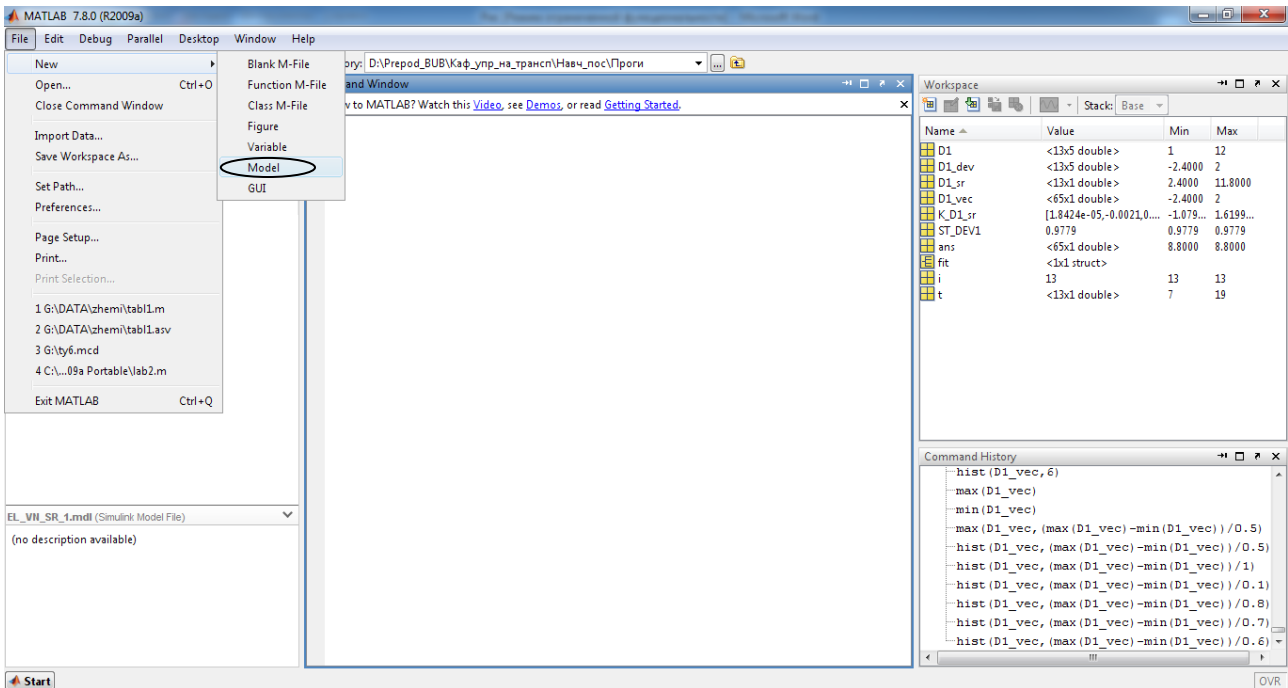 MATLAB 7.8.0 (R2009a)
File Edit Debug Parallel Desktop Window Help
New
Open... Ctrl+O
Close Command Window
Import Data...
Save Workspace As...
Set Path...
Preferences...
Page Setup...
Print...
Print Selection...
1 G:\DATA\zhemi\tabl1.m
2 G:\DATA\zhemi\tabl1.asv
3 G:\ty6.mcd
4 C:\...09a Portable\lab2.m
Exit MATLAB Ctrl+Q
Blank M-File
Function M-File
Class M-File
Figure
Variable
Model
GUI
ory: D:\Prepod_BUB\Каф_упр_на_трансп\Навч_пос\Проги ...
and Window
w to MATLAB? Watch this Video, see Demos, or read Getting Started.
EL_VN_SR_1.mdl (Simulink Model File)
(no description available)
Workspace
Stack: Base
Name Value Min Max
D1 <13x5 double> 1 12
D1_dev <13x5 double> -2.4000 2
D1_sr <13x1 double> 2.4000 11.8000
D1_vec <65x1 double> -2.4000 2
K_D1_sr [1.8424e-05,-0.0021,0.... -1.079... 1.6199...
ST_DEV1 0.9779 0.9779 0.9779
ans <65x1 double> 8.8000 8.8000
fit <1x1 struct>
i 13 13 13
t <13x1 double> 7 19
Command History
hist(D1_vec,6)
max(D1_vec)
min(D1_vec)
max(D1_vec,(max(D1_vec)-min(D1_vec))/0.5)
hist(D1_vec,(max(D1_vec)-min(D1_vec))/0.5)
hist(D1_vec,(max(D1_vec)-min(D1_vec))/1)
hist(D1_vec,(max(D1_vec)-min(D1_vec))/0.1)
hist(D1_vec,(max(D1_vec)-min(D1_vec))/0.8)
hist(D1_vec,(max(D1_vec)-min(D1_vec))/0.7)
hist(D1_vec,(max(D1_vec)-min(D1_vec))/0.6)
Start
OVR